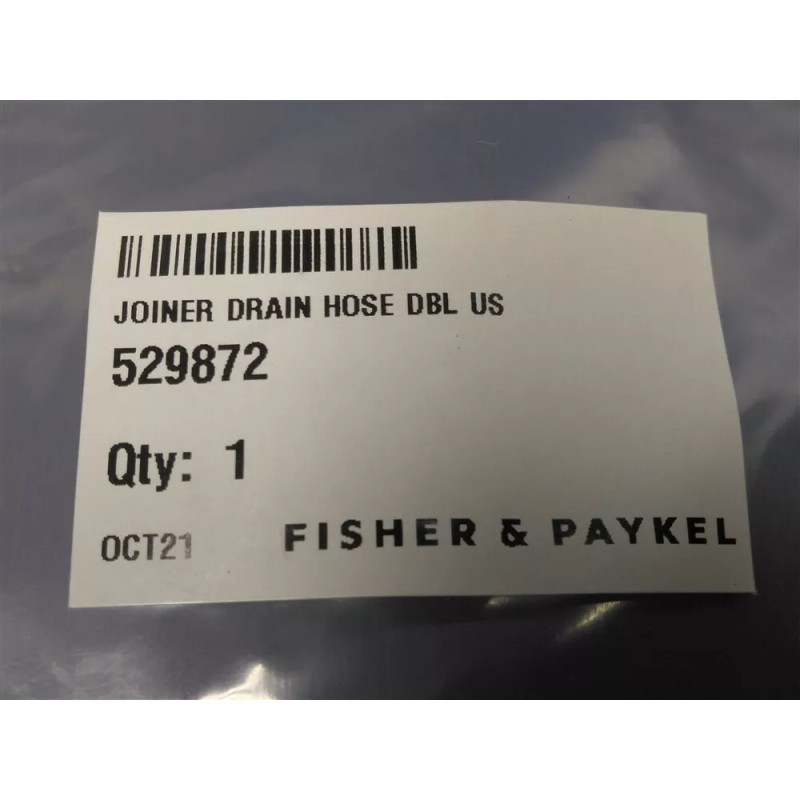 JOINER DRAIN HOSE DBL US
529872
Qty: 1
OCT21 FISHER & PAYKEL